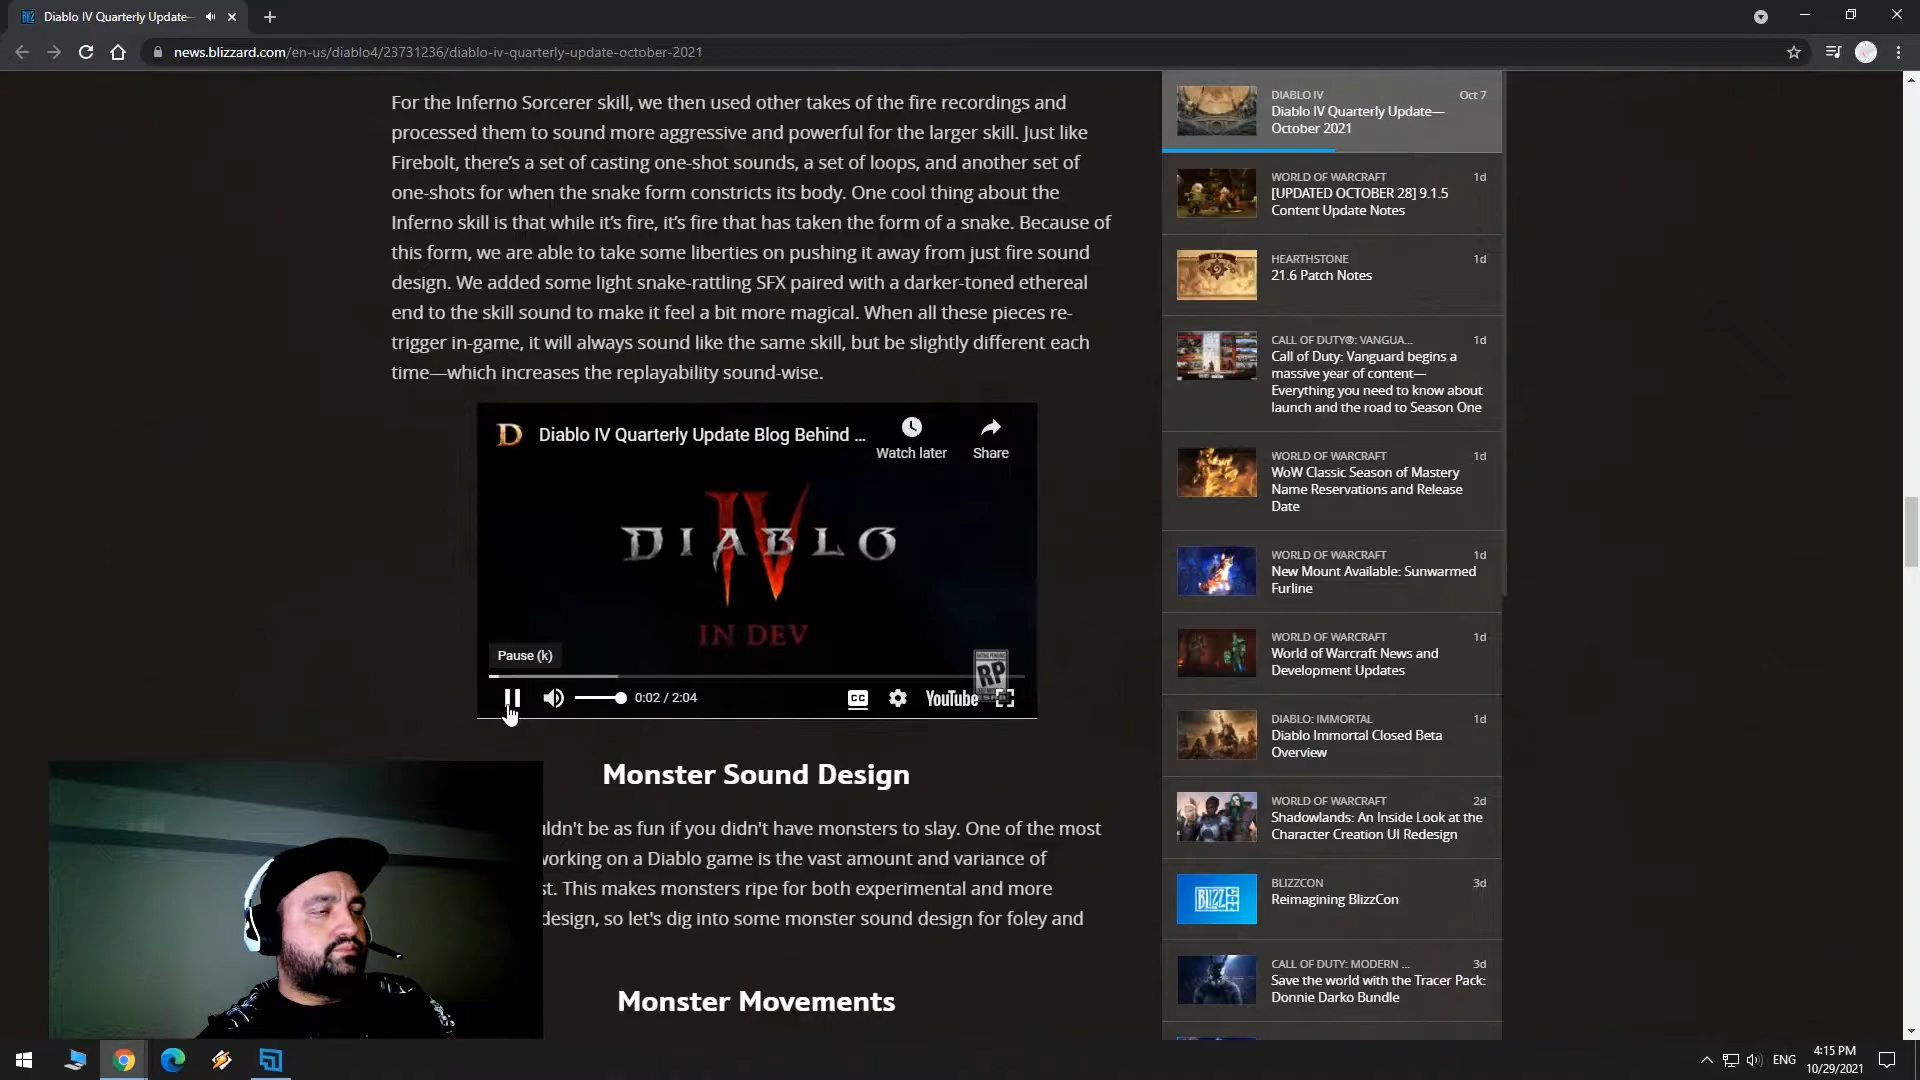 Diablo IV Quarterly Update—
news.blizzard.com/en-us/diablo4/23731236/diablo-iv-quarterly-update-october-2021
For the Inferno Sorcerer skill, we then used other takes of the fire recordings and
processed them to sound more aggressive and powerful for the larger skill. Just like
Firebolt, there's a set of casting one-shot sounds, a set of loops, and another set of
one-shots for when the snake form constricts its body. One cool thing about the
Inferno skill is that while it's fire, it's fire that has taken the form of a snake. Because of
this form, we are able to take some liberties on pushing it away from just fire sound
design. We added some light snake-rattling SFX paired with a darker-toned ethereal
end to the skill sound to make it feel a bit more magical. When all these pieces re-
trigger in-game, it will always sound like the same skill, but be slightly different each
time—which increases the replayability sound-wise.
D
Diablo IV Quarterly Update Blog Behind ...
Watch later
Share
DIABLO
IV
IN DEV
RP
Pause (k)
0:02 / 2:04
CC
YouTube
Monster Sound Design
uldn't be as fun if you didn't have monsters to slay. One of the most
working on a Diablo game is the vast amount and variance of
st. This makes monsters ripe for both experimental and more
design, so let's dig into some monster sound design for foley and
Monster Movements
DIABLO IV
Oct 7
Diablo IV Quarterly Update—
October 2021
WORLD OF WARCRAFT
1d
[UPDATED OCTOBER 28] 9.1.5
Content Update Notes
HEARTHSTONE
1d
21.6 Patch Notes
CALL OF DUTY®: VANGUA...
1d
Call of Duty: Vanguard begins a
massive year of content—
Everything you need to know about
launch and the road to Season One
WORLD OF WARCRAFT
1d
WoW Classic Season of Mastery
Name Reservations and Release
Date
WORLD OF WARCRAFT
1d
New Mount Available: Sunwarmed
Furline
WORLD OF WARCRAFT
1d
World of Warcraft News and
Development Updates
DIABLO: IMMORTAL
1d
Diablo Immortal Closed Beta
Overview
WORLD OF WARCRAFT
2d
Shadowlands: An Inside Look at the
Character Creation UI Redesign
BLIZZCON
3d
Reimagining BlizzCon
CALL OF DUTY: MODERN ...
3d
Save the world with the Tracer Pack:
Donnie Darko Bundle
ENG
4:15 PM
10/29/2021